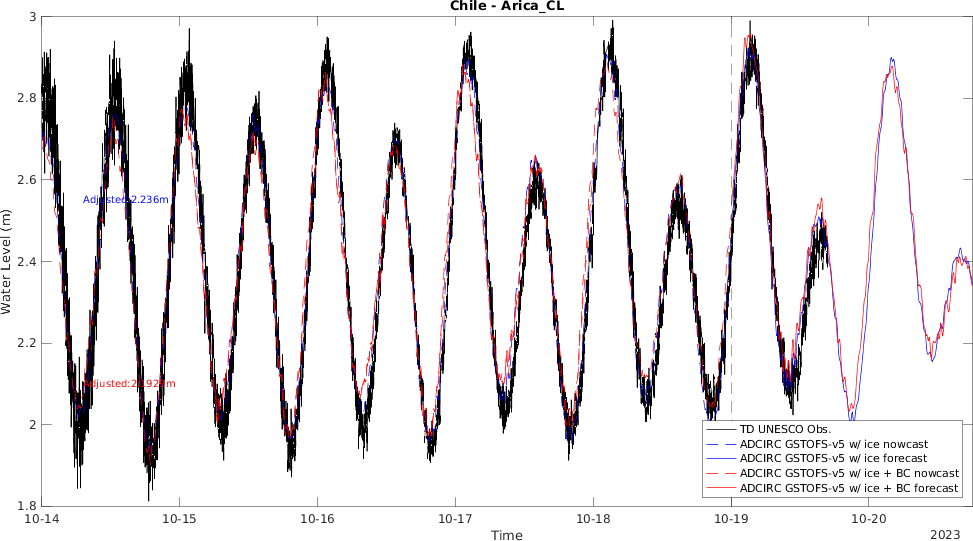 Chile - Arica_CL
3
2.8
2.6
2.4
2.2
2
1.8
Water Level (m)
Adjusted:2.236m
TD UNESCO Obs.
ADCIRC GSTOFS-v5 w/ ice nowcast
ADCIRC GSTOFS-v5 w/ ice forecast
ADCIRC GSTOFS-v5 w/ ice + BC nowcast
ADCIRC GSTOFS-v5 w/ ice + BC forecast
10-14 10-15 10-16 10-17 10-18 10-19 10-20
Time
2023